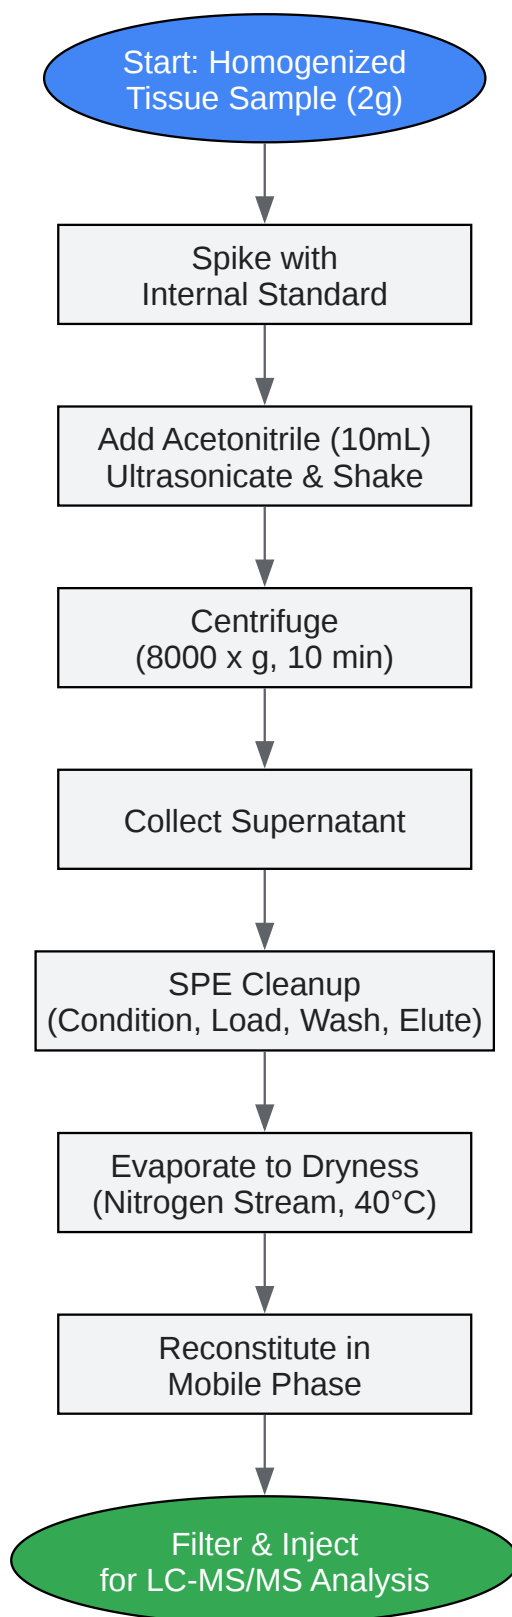 Start: Homogenized
Tissue Sample (2g)
Spike with
Internal Standard
Add Acetonitrile (10mL)
Ultrasonicate & Shake
Centrifuge
(8000 x g, 10 min)
Collect Supernatant
SPE Cleanup
(Condition, Load, Wash, Elute)
Evaporate to Dryness
(Nitrogen Stream, 40°C)
Reconstitute in
Mobile Phase
Filter & Inject
for LC-MS/MS Analysis